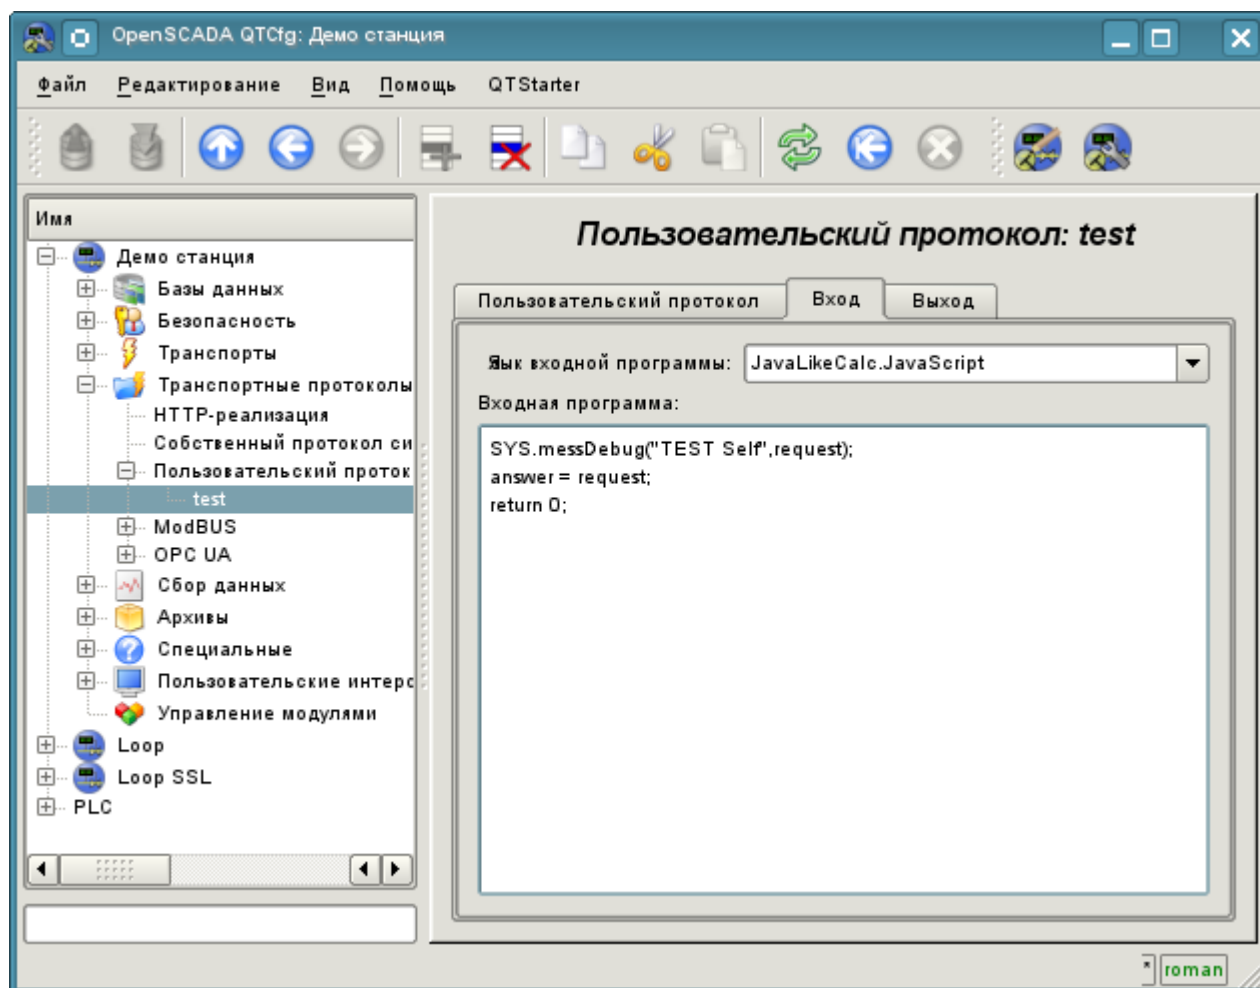 OpenSCADA QTCfg: Демо станция
Файл Редактирование Вид Помощь QTStarter
Имя
Демо станция
Базы данных
Безопасность
Транспорты
Транспортные протоколы
HTTP-реализация
Собственный протокол си
Пользовательский проток
test
ModBUS
OPC UA
Сбор данных
Архивы
Специальные
Пользовательские интерф
Управление модулями
Loop
Loop SSL
PLC
Пользовательский протокол: test
Пользовательский протокол Вход Выход
Язык входной программы: JavaLikeCalc.JavaScript
Входная программа:
SYS.messDebug("TEST Self",request);
answer = request;
return 0;
* roman